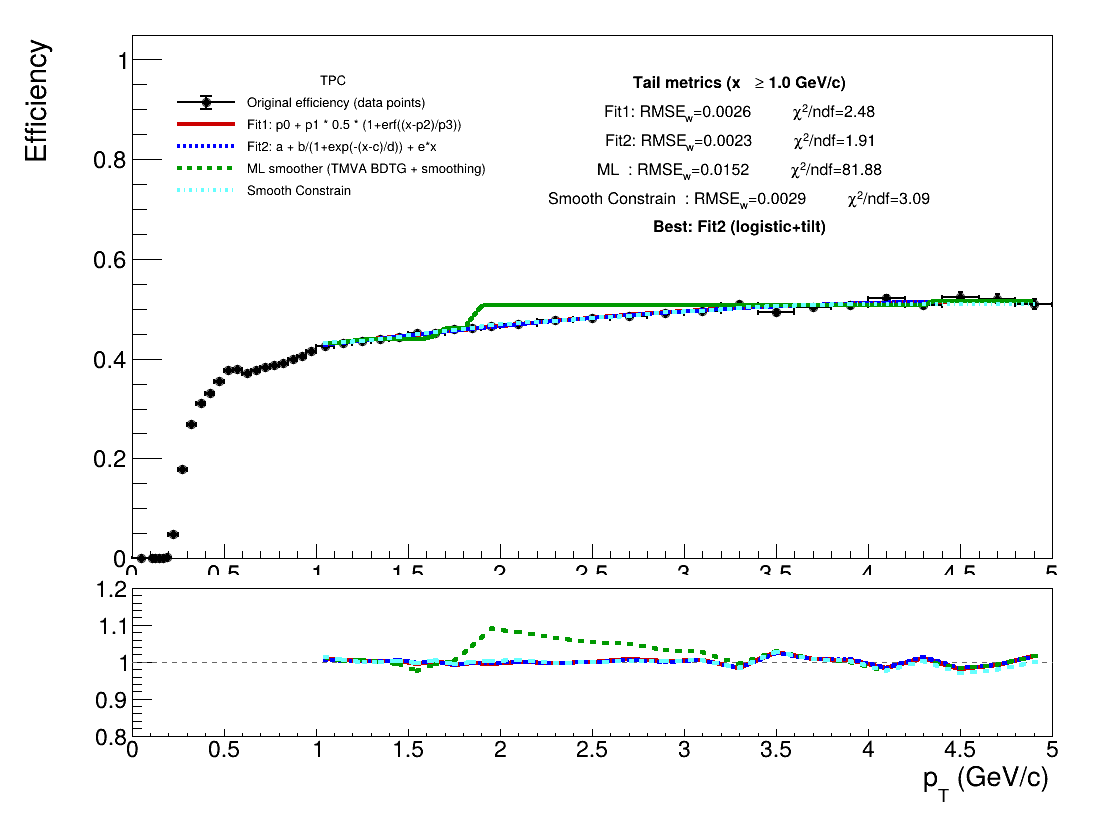 Efficiency
1
0.8
0.6
0.4
0.2
0
TPC
Original efficiency (data points)
Fit1: p0 + p1 * 0.5 * (1+erf((x-p2)/p3))
Fit2: a + b/(1+exp(-(x-c)/d)) + e*x
ML smoother (TMVA BDTG + smoothing)
Smooth Constrain
Tail metrics (x ≥ 1.0 GeV/c)
Fit1: RMSEw=0.0026 χ2/ndf=2.48
Fit2: RMSEw=0.0023 χ2/ndf=1.91
ML : RMSEw=0.0152 χ2/ndf=81.88
Smooth Constrain : RMSEw=0.0029 χ2/ndf=3.09
Best: Fit2 (logistic+tilt)
0 0.5 1 1.5 2 2.5 3 3.5 4 4.5 5
1.2
1.1
1
0.9
0.8
0 0.5 1 1.5 2 2.5 3 3.5 4 4.5 5
pT (GeV/c)